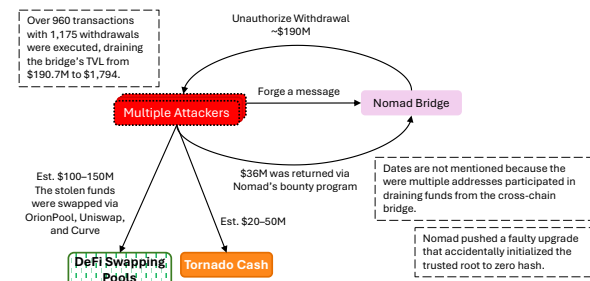 Over 960 transactions
with 1,175 withdrawals
were executed, draining
the bridge's TVL from
$190.7M to $1,794.
Unauthorize Withdrawal
~$190M
Forge a message
Multiple Attackers
Nomad Bridge
$36M was returned via
Nomad's bounty program
Est. $100–150M
The stolen funds
were swapped via
OrionPool, Uniswap,
and Curve
Est. $20–50M
Dates are not mentioned because the
were multiple addresses participated in
draining funds from the cross-chain
bridge.
Nomad pushed a faulty upgrade
that accidentally initialized the
trusted root to zero hash.
DeFi Swapping
Pools
Tornado Cash